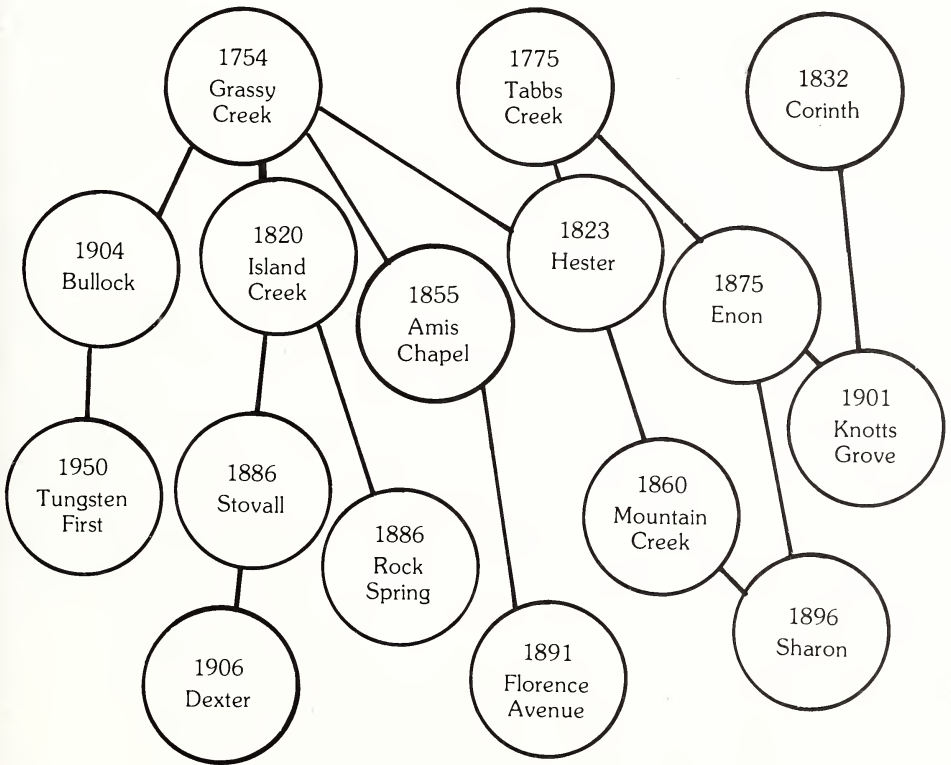 1754
Grassy
Creek
1775
Tabbs
Creek
1832
Corinth
1904
Bullock
1820
Island
Creek
1855
Amis
Chapel
1823
Hester
1875
Enon
1901
Knotts
Grove
1950
Tungsten
First
1886
Stovall
1886
Rock
Spring
1860
Mountain
Creek
1896
Sharon
1906
Dexter
1891
Florence
Avenue